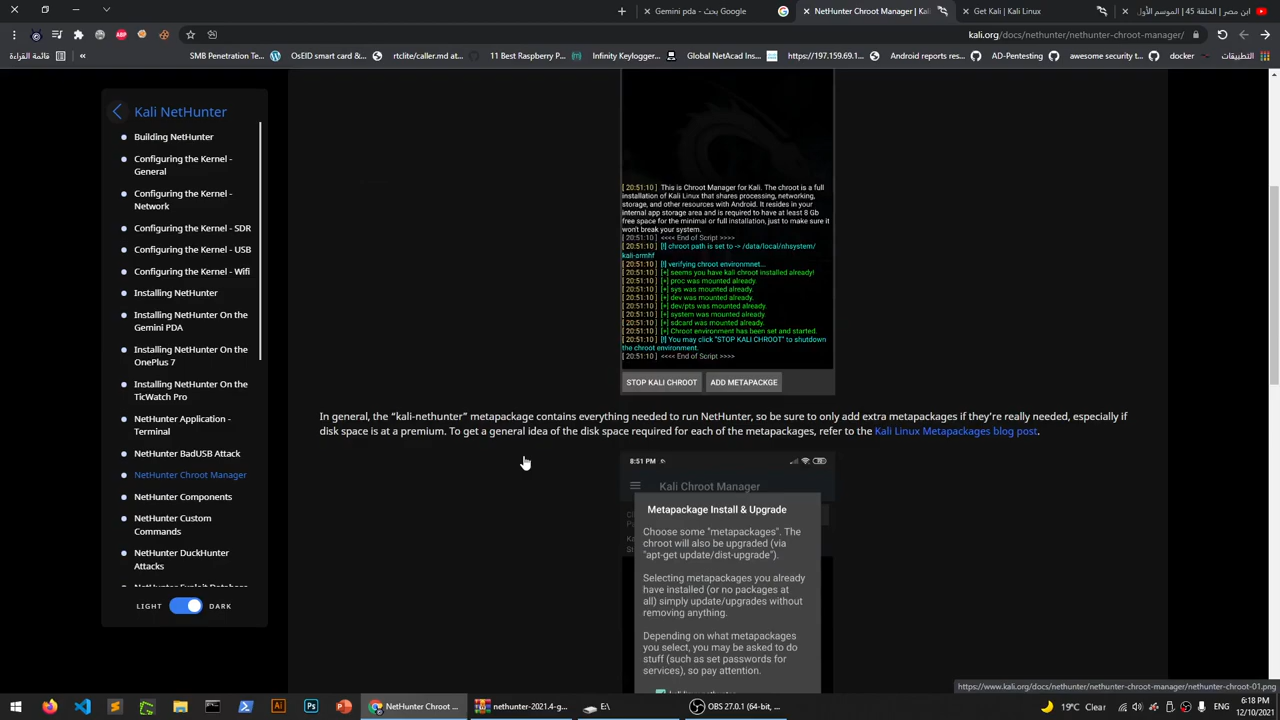 Gemini pda - Google
NetHunter Chroot Manager | Kali
Get Kali | Kali Linux
ابن مصر | الحلقة 45 | الموسم الأول
kali.org/docs/nethunter/nethunter-chroot-manager/
قائمة القراءة
SMB Penetration Te...
OsEID smart card &...
rtclite/caller.md at...
11 Best Raspberry P...
Infinity Keylogger:...
Global NetAcad Ins...
https://197.159.69.1...
Android reports res...
AD-Pentesting
awesome security t...
docker
التطبيقات
Kali NetHunter
Building NetHunter
Configuring the Kernel -
General
Configuring the Kernel -
Network
Configuring the Kernel - SDR
Configuring the Kernel - USB
Configuring the Kernel - Wifi
Installing NetHunter
Installing NetHunter On the
Gemini PDA
Installing NetHunter On the
OnePlus 7
Installing NetHunter On the
TicWatch Pro
NetHunter Application -
Terminal
NetHunter BadUSB Attack
NetHunter Chroot Manager
NetHunter Components
NetHunter Custom
Commands
NetHunter DuckHunter
Attacks
NetHunter Exploit Database
LIGHT DARK
[ 20:51:10 ] This is Chroot Manager for Kali. The chroot is a full
installation of Kali Linux that shares processing, networking,
storage, and other resources with Android. It resides in your
internal app storage area and is required to have at least 8 Gb
free space for the minimal or full installation, just to make sure it
won't break your system.
[ 20:51:10 ] <<<< End of Script >>>>
[ 20:51:10 ] [!] chroot path is set to -> /data/local/nhsystem/
kali-armhf
[ 20:51:10 ] [!] verifying chroot environmnet...
[ 20:51:10 ] [+] seems you have kali chroot installed already!
[ 20:51:10 ] [+] proc was mounted already.
[ 20:51:10 ] [+] sys was mounted already.
[ 20:51:10 ] [+] dev was mounted already.
[ 20:51:10 ] [+] dev/pts was mounted already.
[ 20:51:10 ] [+] system was mounted already.
[ 20:51:10 ] [+] sdcard was mounted already.
[ 20:51:10 ] [+] Chroot environment has been set and started.
[ 20:51:10 ] [!] You may click "STOP KALI CHROOT" to shutdown
the chroot environment.
[ 20:51:10 ] <<<< End of Script >>>>
STOP KALI CHROOT ADD METAPACKGE
In general, the “kali-nethunter” metapackage contains everything needed to run NetHunter, so be sure to only add extra metapackages if they’re really needed, especially if
disk space is at a premium. To get a general idea of the disk space required for each of the metapackages, refer to the Kali Linux Metapackages blog post.
8:51 PM
Kali Chroot Manager
Metapackage Install & Upgrade
Choose some "metapackages". The
chroot will also be upgraded (via
"apt-get update/dist-upgrade").
Selecting metapackages you already
have installed (or no packages at
all) simply update/upgrades without
removing anything.
Depending on what metapackages
you select, you may be asked to do
stuff (such as set passwords for
services), so pay attention.
https://www.kali.org/docs/nethunter/nethunter-chroot-manager/nethunter-chroot-01.png
NetHunter Chroot ...
nethunter-2021.4-g...
E:\
OBS 27.0.1 (64-bit, ...
19°C Clear
ENG
6:18 PM
12/10/2021